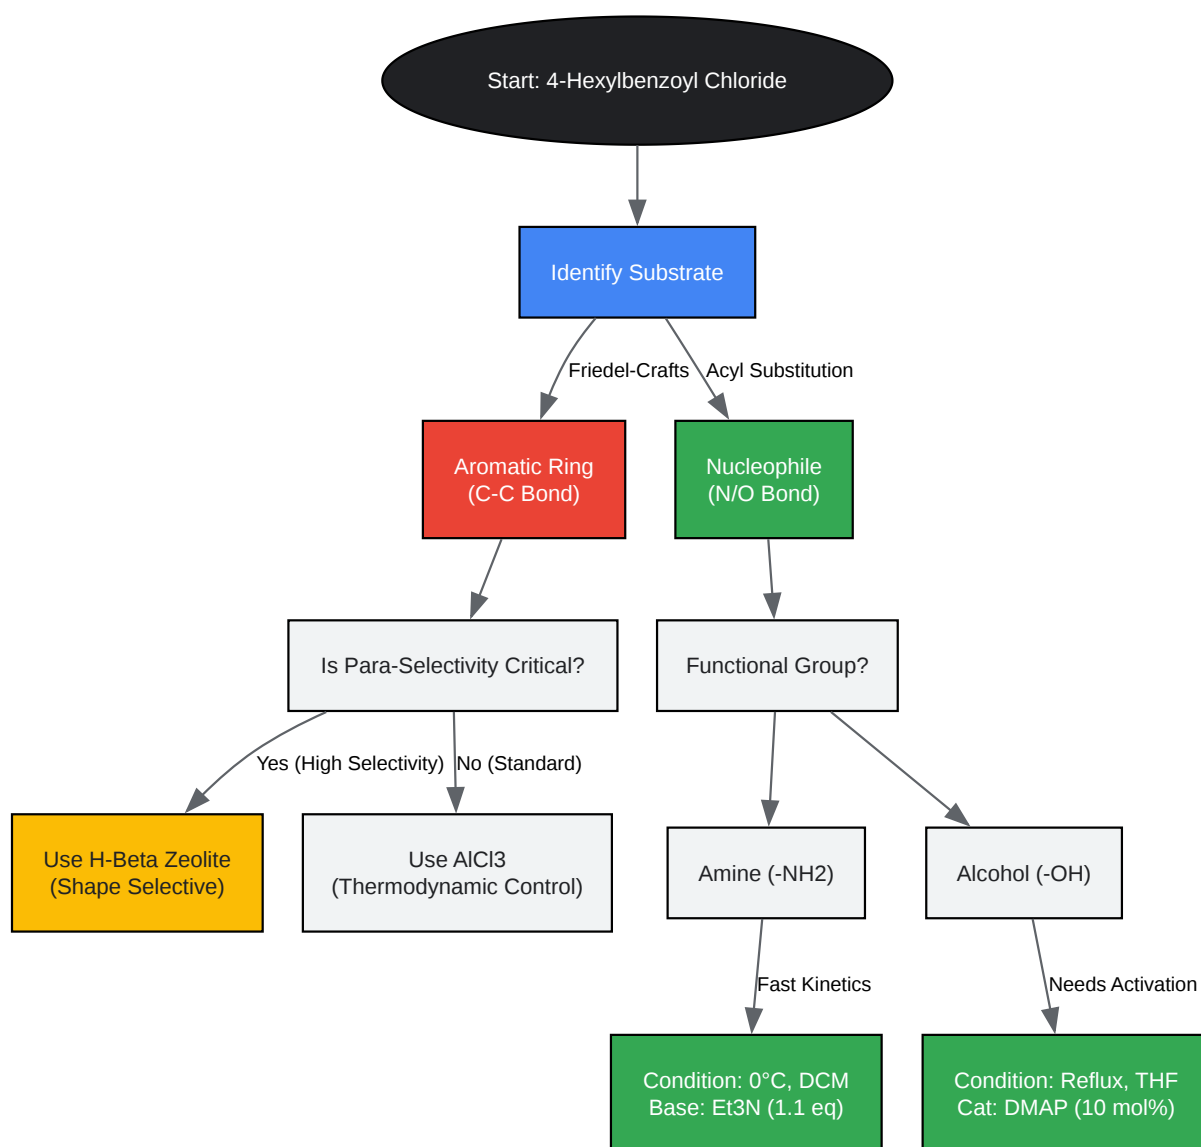 Start: 4-Hexylbenzoyl Chloride
Identify Substrate
Friedel-Crafts
Acyl Substitution
Aromatic Ring
(C-C Bond)
Nucleophile
(N/O Bond)
Is Para-Selectivity Critical?
Functional Group?
Yes (High Selectivity)
No (Standard)
Use H-Beta Zeolite
(Shape Selective)
Use AlCl3
(Thermodynamic Control)
Amine (-NH2)
Alcohol (-OH)
Fast Kinetics
Needs Activation
Condition: 0°C, DCM
Base: Et3N (1.1 eq)
Condition: Reflux, THF
Cat: DMAP (10 mol%)